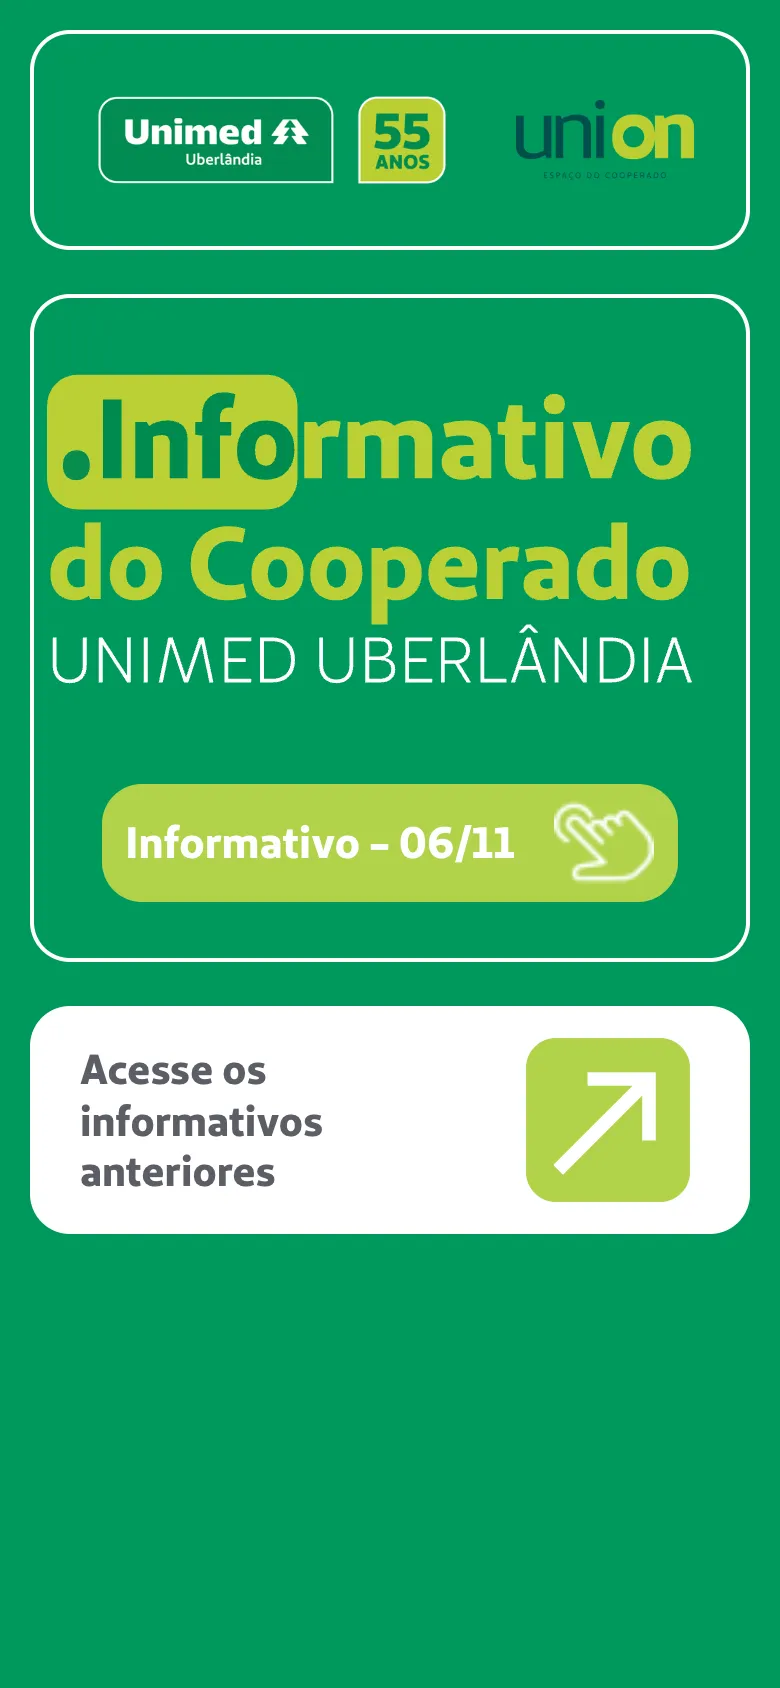 Unimed
Uberlândia
55
ANOS
union
ESPAÇO DO COOPERADO
.Informativo
do Cooperado
UNIMED UBERLÂNDIA
Informativo – 06/11
Acesse os
informativos
anteriores